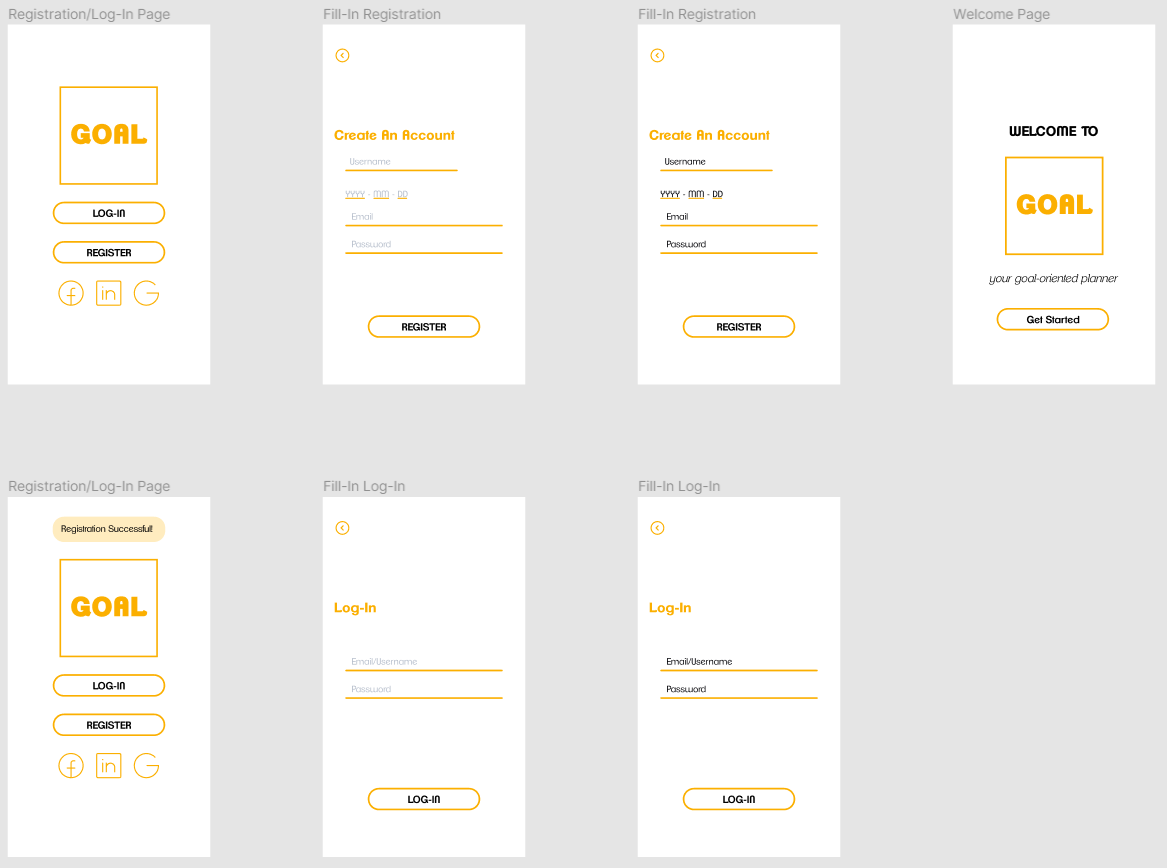 Registration/Log-In Page
GOAL
LOG-IN
REGISTER
f in G
Fill-In Registration
Create An Account
Username
YYYY - MM - DD
Email
Password
REGISTER
Fill-In Registration
Create An Account
Username
YYYY - MM - DD
Email
Password
REGISTER
Welcome Page
WELCOME TO
GOAL
your goal-oriented planner
Get Started
Registration/Log-In Page
Registration Successful!
GOAL
LOG-IN
REGISTER
f in G
Fill-In Log-In
Log-In
Email/Username
Password
LOG-IN
Fill-In Log-In
Log-In
Email/Username
Password
LOG-IN